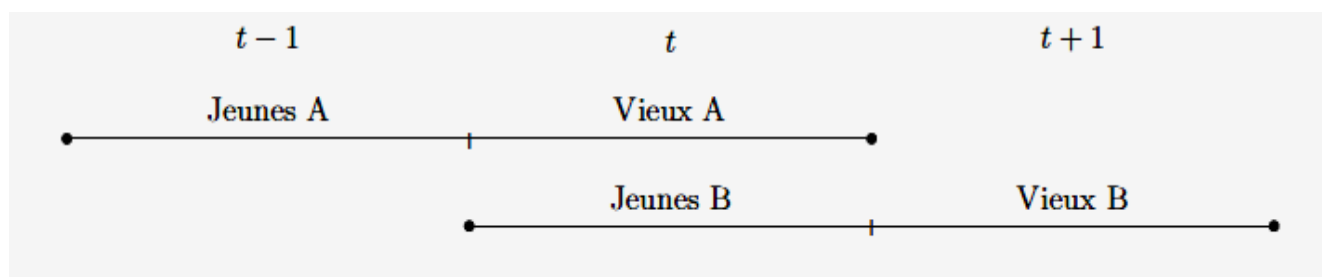 t − 1 t t + 1
Jeunes A Vieux A
Jeunes B Vieux B